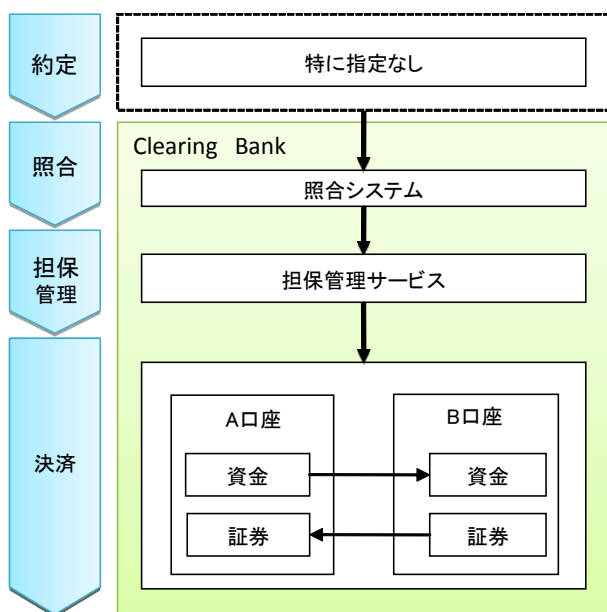 約定
特に指定なし
Clearing Bank
照合
照合システム
担保
管理
担保管理サービス
決済
A口座
B口座
資金
資金
証券
証券